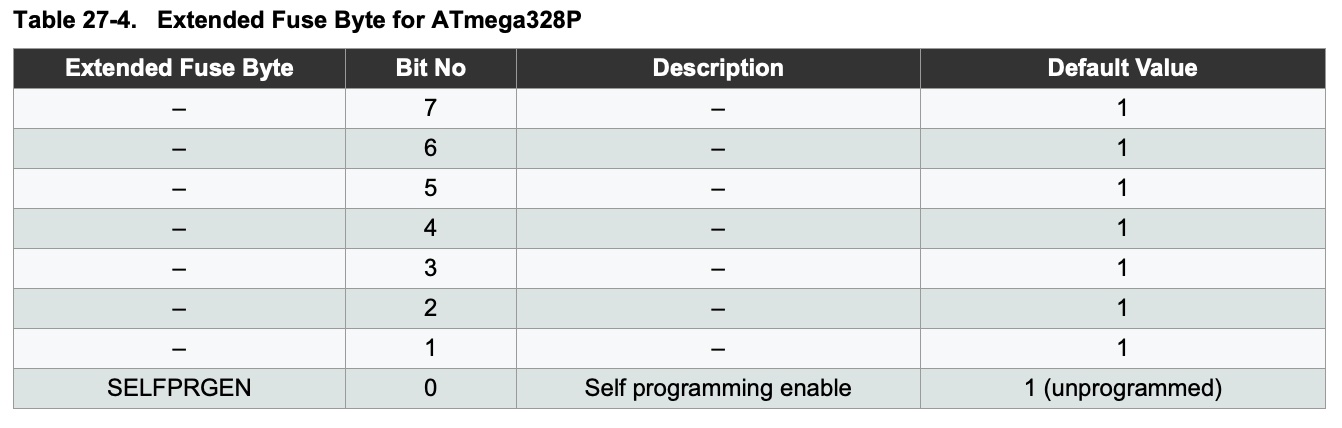 Table 27-4. Extended Fuse Byte for ATmega328P
Extended Fuse Byte Bit No Description Default Value
– 7 – 1
– 6 – 1
– 5 – 1
– 4 – 1
– 3 – 1
– 2 – 1
– 1 – 1
SELFPRGEN 0 Self programming enable 1 (unprogrammed)